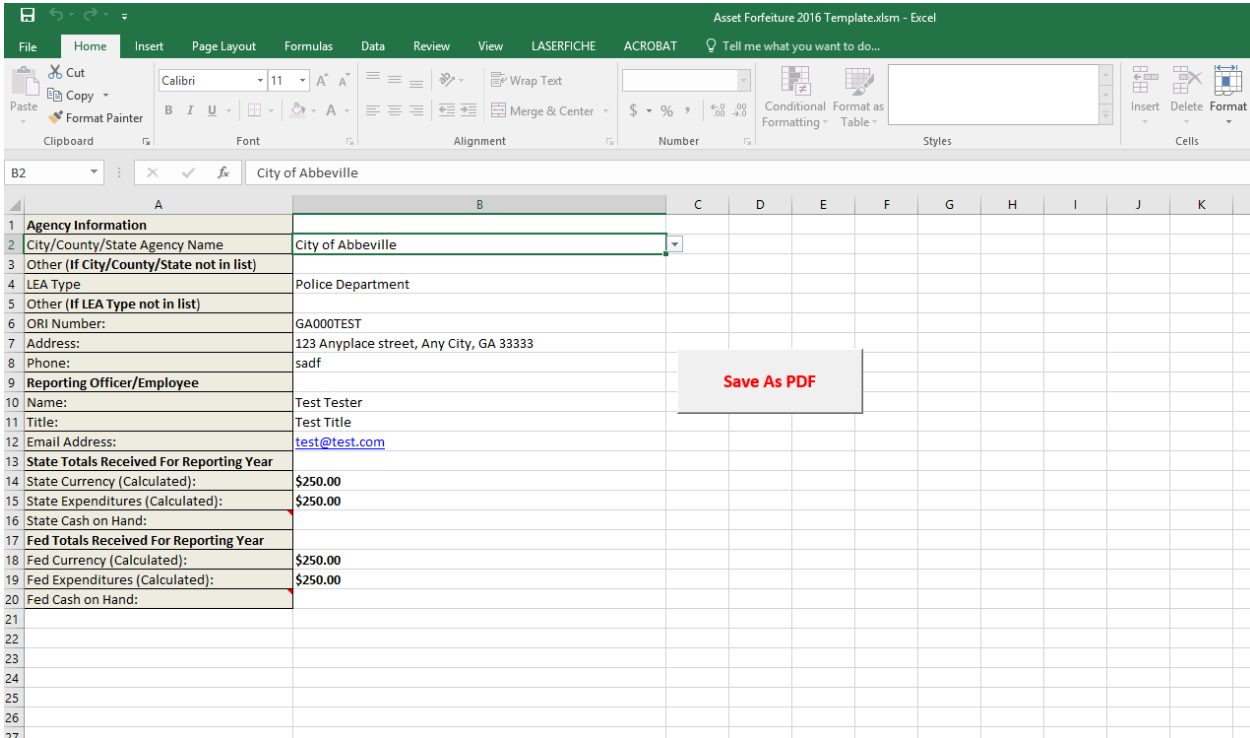 Asset Forfeiture 2016 Template.xlsm - Excel
File Home Insert Page Layout Formulas Data Review View LASERFICHE ACROBAT Tell me what you want to do...
Paste
Cut
Copy
Format Painter
Clipboard
Calibri 11
B I U
Font
Wrap Text
Merge & Center
Alignment
$ % ,
Number
Conditional Formatting
Format as Table
Styles
Insert Delete Format
Cells
B2 fx City of Abbeville
A B C D E F G H I J K
1 Agency Information
2 City/County/State Agency Name City of Abbeville
3 Other (If City/County/State not in list)
4 LEA Type Police Department
5 Other (If LEA Type not in list)
6 ORI Number: GA000TEST
7 Address: 123 Anyplace street, Any City, GA 33333
8 Phone: sadf
9 Reporting Officer/Employee
Save As PDF
10 Name: Test Tester
11 Title: Test Title
12 Email Address: test@test.com
13 State Totals Received For Reporting Year
14 State Currency (Calculated): $250.00
15 State Expenditures (Calculated): $250.00
16 State Cash on Hand:
17 Fed Totals Received For Reporting Year
18 Fed Currency (Calculated): $250.00
19 Fed Expenditures (Calculated): $250.00
20 Fed Cash on Hand:
21
22
23
24
25
26
27